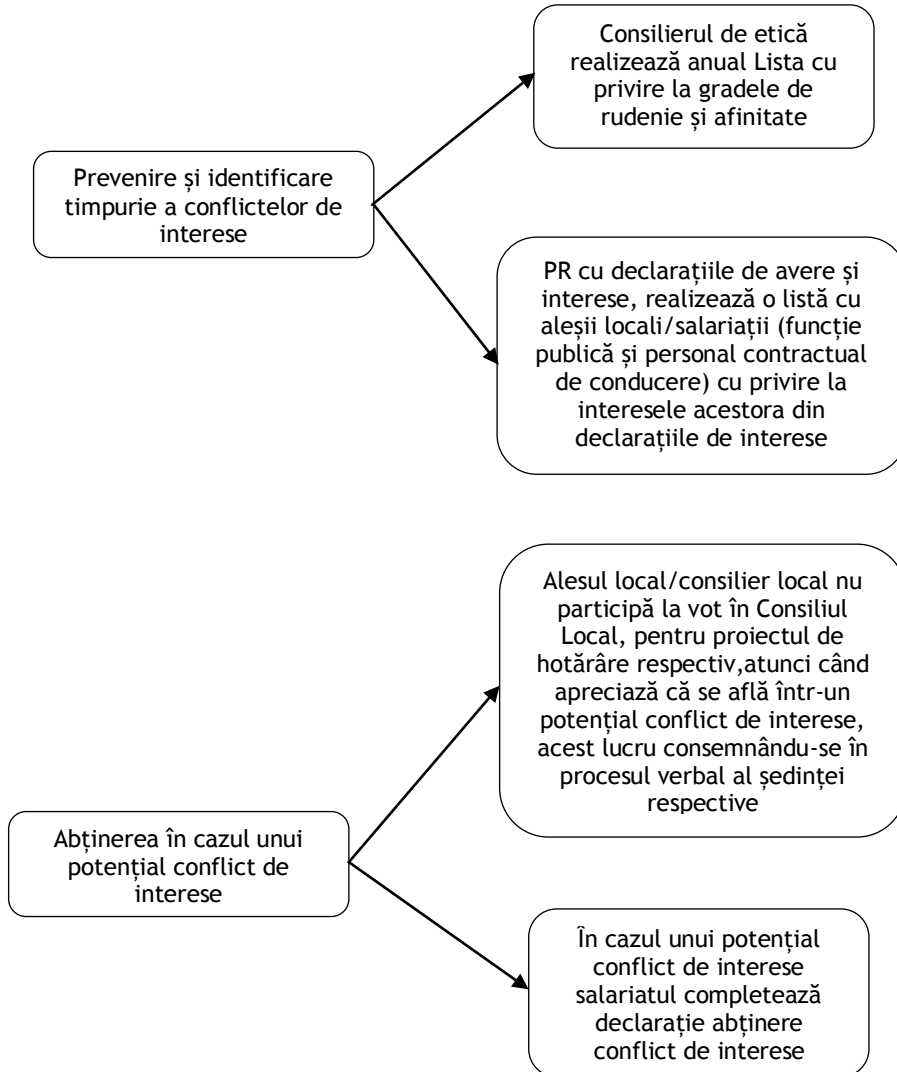 Consilierul de etică
realizează anual Lista cu
privire la gradele de
rudenie și afinitate
Prevenire și identificare
timpurie a conflictelor de
interese
PR cu declarațiile de avere și
interese, realizează o listă cu
aleșii locali/salariații (funcție
publică și personal contractual
de conducere) cu privire la
interesele acestora din
declarațiile de interese
Alesul local/consilier local nu
participă la vot în Consiliul
Local, pentru proiectul de
hotărâre respectiv,atunci când
apreciază că se află într-un
potențial conflict de interese,
acest lucru consemnându-se în
procesul verbal al ședinței
respective
Abținerea în cazul unui
potențial conflict de
interese
În cazul unui potențial
conflict de interese
salariatul completează
declarație abținere
conflict de interese